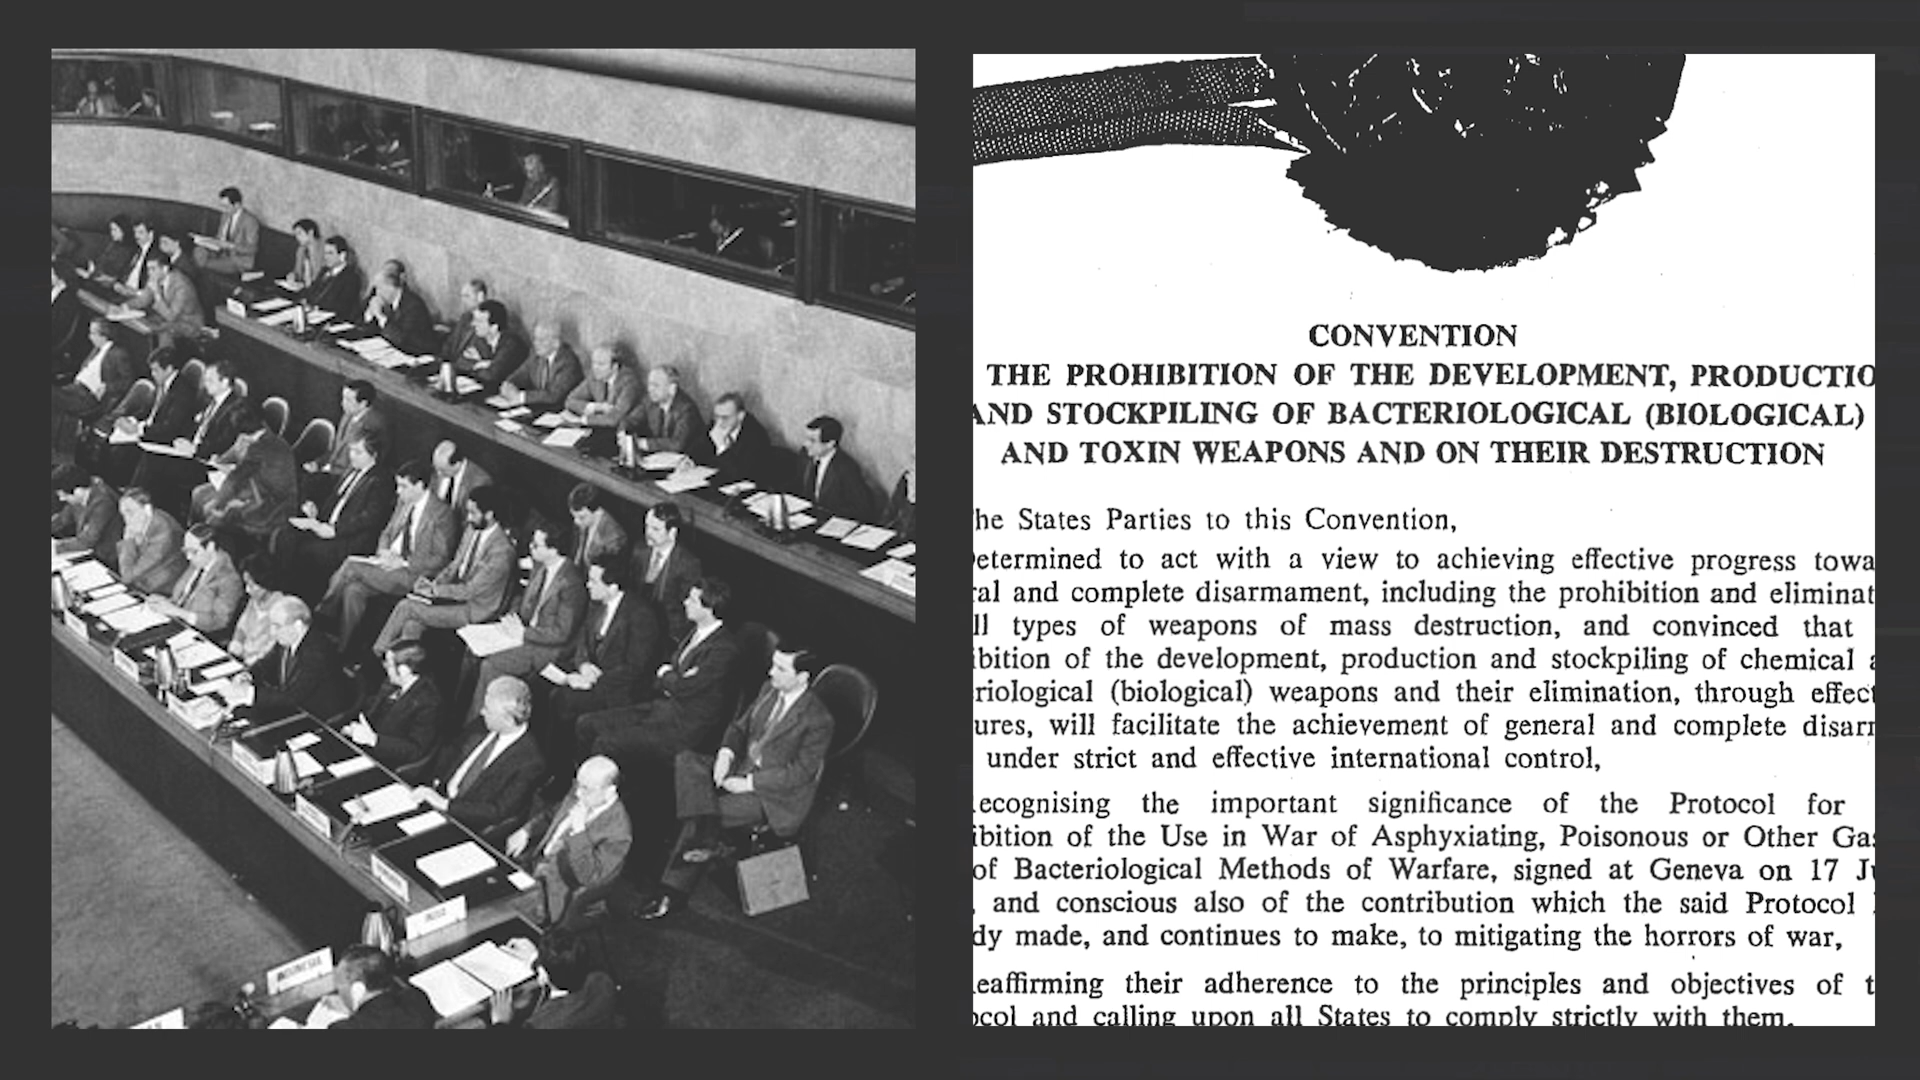 INDONESIA
CONVENTION
THE PROHIBITION OF THE DEVELOPMENT, PRODUCTIO
AND STOCKPILING OF BACTERIOLOGICAL (BIOLOGICAL)
AND TOXIN WEAPONS AND ON THEIR DESTRUCTION
he States Parties to this Convention,
etermined to act with a view to achieving effective progress towa
ral and complete disarmament, including the prohibition and eliminat
ll types of weapons of mass destruction, and convinced that
ibition of the development, production and stockpiling of chemical a
riological (biological) weapons and their elimination, through effect
ures, will facilitate the achievement of general and complete disarm
under strict and effective international control,
ecognising the important significance of the Protocol for
ibition of the Use in War of Asphyxiating, Poisonous or Other Gas
of Bacteriological Methods of Warfare, signed at Geneva on 17 Ju
, and conscious also of the contribution which the said Protocol
dy made, and continues to make, to mitigating the horrors of war,
eaffirming their adherence to the principles and objectives of t
ocol and calling upon all States to comply strictly with them.